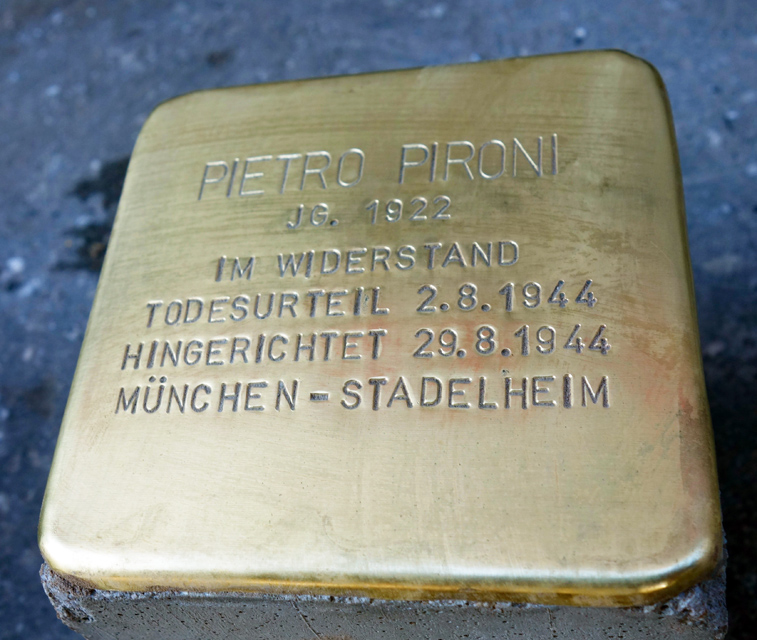 PIETRO PIRONI
JG. 1922
IM WIDERSTAND
TODESURTEIL 2.8.1944
HINGERICHTET 29.8.1944
MÜNCHEN-STADELHEIM